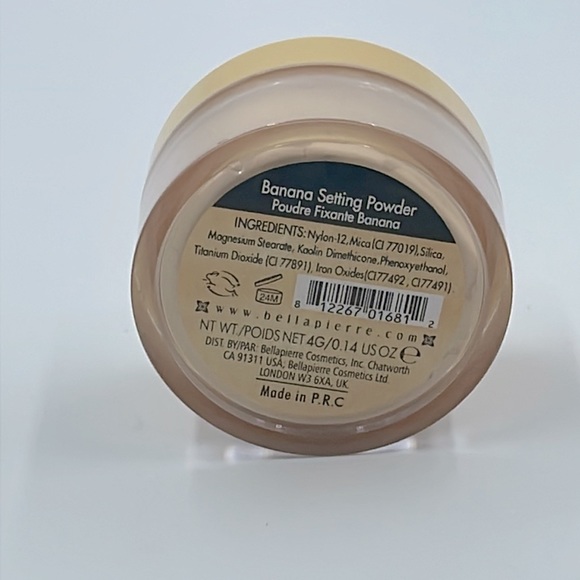 Banana Setting Powder
Poudre Fixante Banana
INGREDIENTS: Nylon-12, Mica (CI 77019), Silica,
Magnesium Stearate, Kaolin Dimethicone, Phenoxyethanol,
Titanium Dioxide (CI 77891), Iron Oxides(CI77492, CI77491).
24M
8 12267 01681 2
www.bellapierre.com
NT WT./POIDS NET 4G/0.14 US OZ e
DIST. BY/PAR: Bellapierre Cosmetics, Inc. Chatworth
CA 91311 USA, Bellapierre Cosmetics Ltd.
LONDON W3 6XA, UK
Made in P.R.C